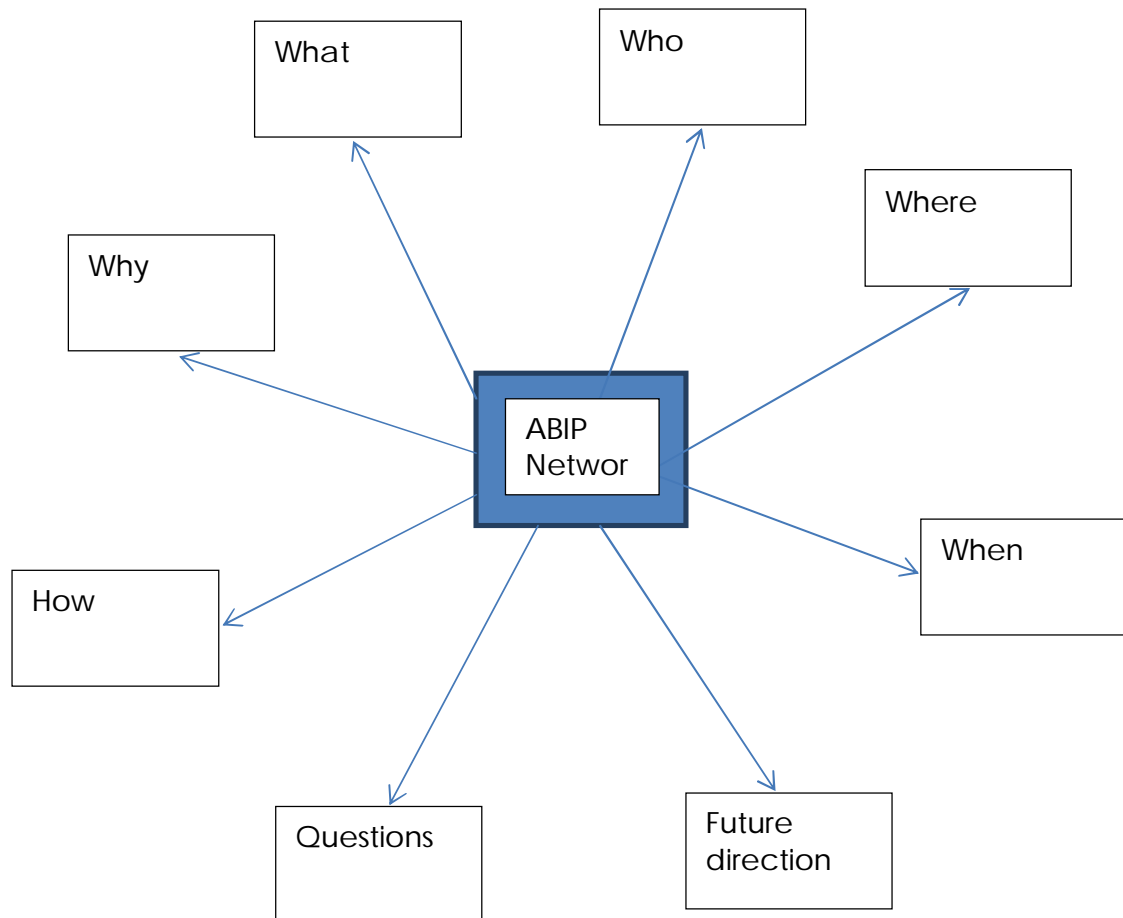 What
Who
Where
Why
ABIP
Networ
When
How
Questions
Future
direction